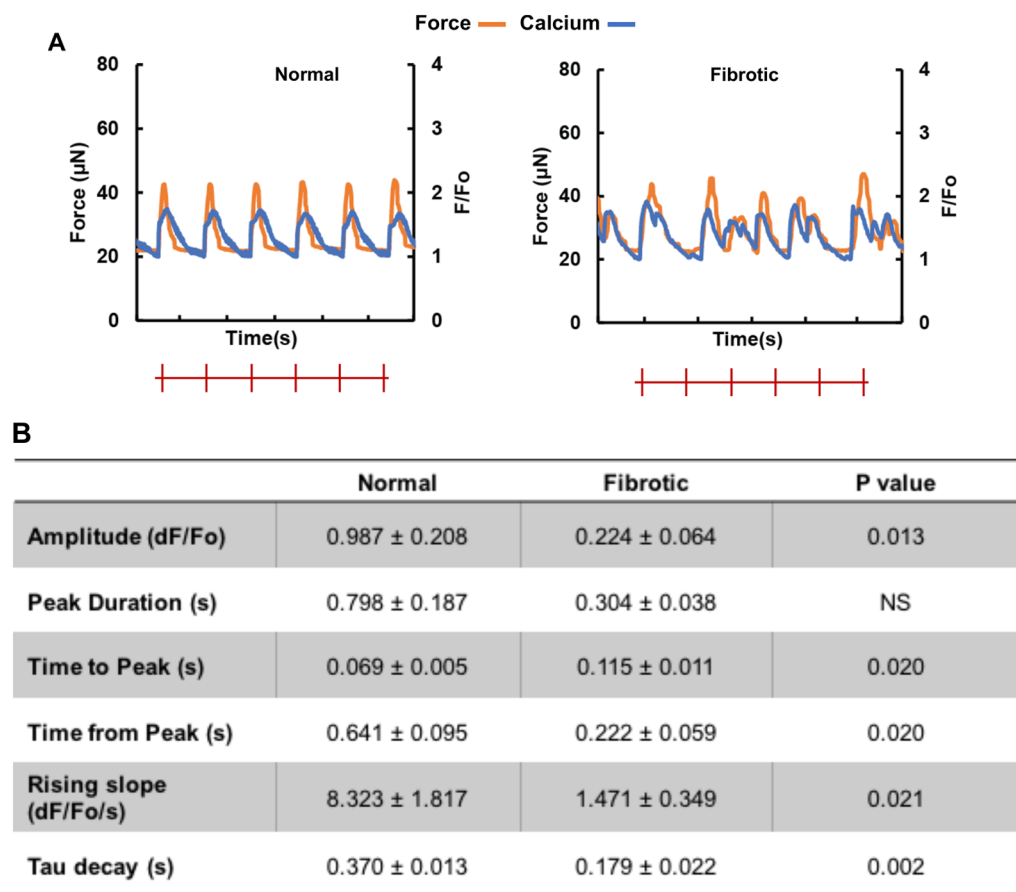 Force Calcium
A
Normal
Fibrotic
80
60
40
20
0
Force (µN)
4
3
2
1
0
F/Fo
Time(s)
80
60
40
20
0
Force (µN)
4
3
2
1
0
F/Fo
Time(s)
B
Normal Fibrotic P value
Amplitude (dF/Fo) 0.987 ± 0.208 0.224 ± 0.064 0.013
Peak Duration (s) 0.798 ± 0.187 0.304 ± 0.038 NS
Time to Peak (s) 0.069 ± 0.005 0.115 ± 0.011 0.020
Time from Peak (s) 0.641 ± 0.095 0.222 ± 0.059 0.020
Rising slope
(dF/Fo/s) 8.323 ± 1.817 1.471 ± 0.349 0.021
Tau decay (s) 0.370 ± 0.013 0.179 ± 0.022 0.002